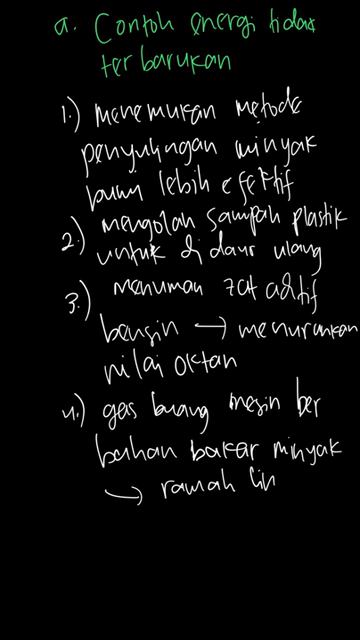 a. Contoh energi tidak
terbarukan
1.) menemukan metode
penyulingan minyak
bumi lebih efektif
2.) mengolah sampah plastik
untuk di daur ulang
3.) menuman zat aditif
bensin → menurunkan
nilai oktan
4.) gas buang mesin ber
bahan bakar minyak
→ ramah lin